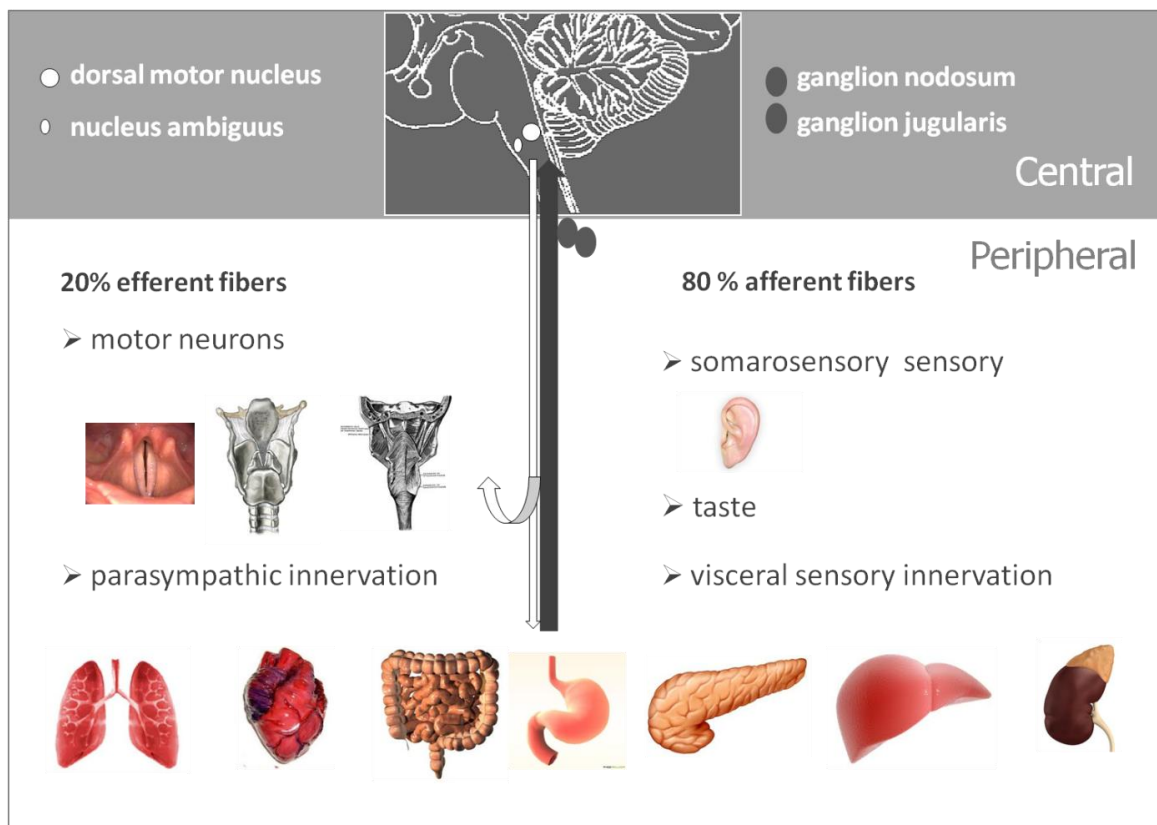 dorsal motor nucleus
nucleus ambiguus
ganglion nodosum
ganglion jugularis
Central
Peripheral
20% efferent fibers
80 % afferent fibers
➢ motor neurons
➢ somarosensory sensory
➢ taste
➢ parasympathic innervation
➢ visceral sensory innervation